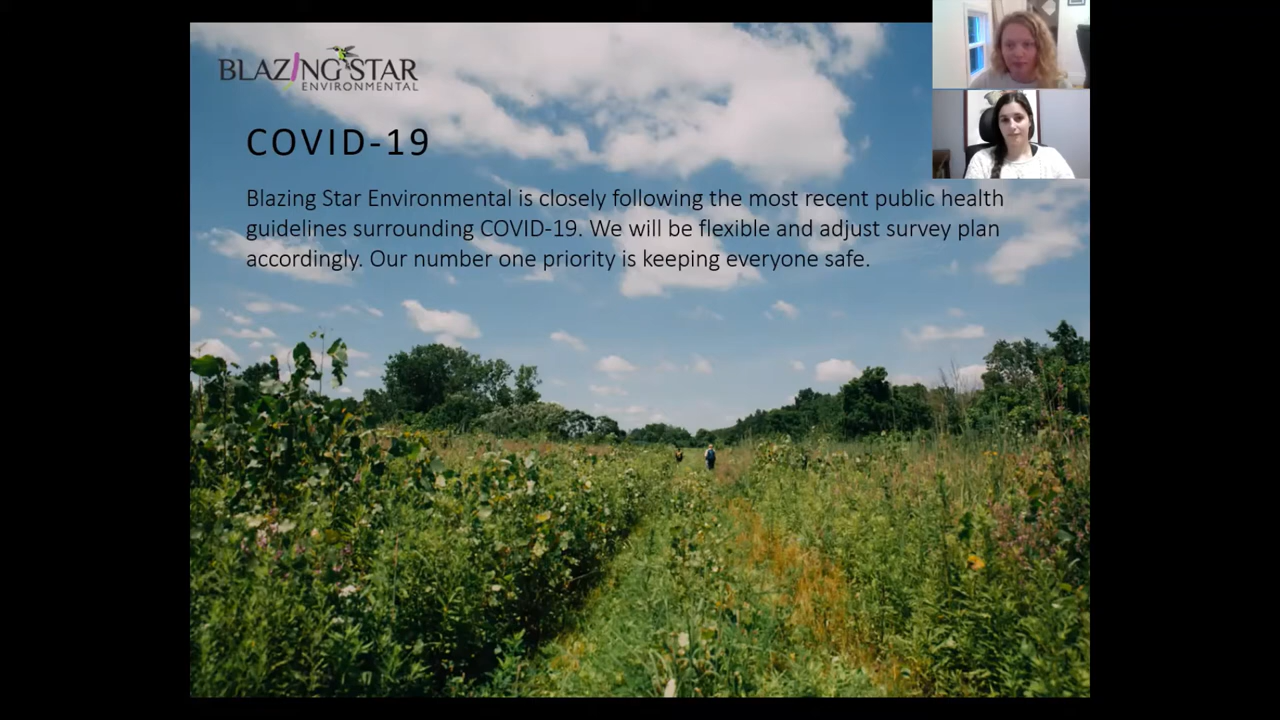 BLAZING STAR
ENVIRONMENTAL
COVID-19
Blazing Star Environmental is closely following the most recent public health
guidelines surrounding COVID-19. We will be flexible and adjust survey plan
accordingly. Our number one priority is keeping everyone safe.